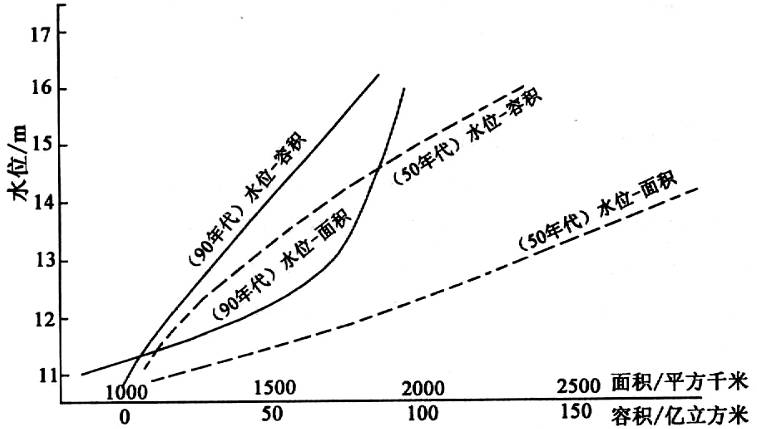 17
16
15
14
13
12
11
水位/m
(90年代)水位-容积
(50年代)水位-容积
(90年代)水位-面积
(50年代)水位-面积
1000 1500 2000 2500 面积/平方千米
0 50 100 150 容积/亿立方米